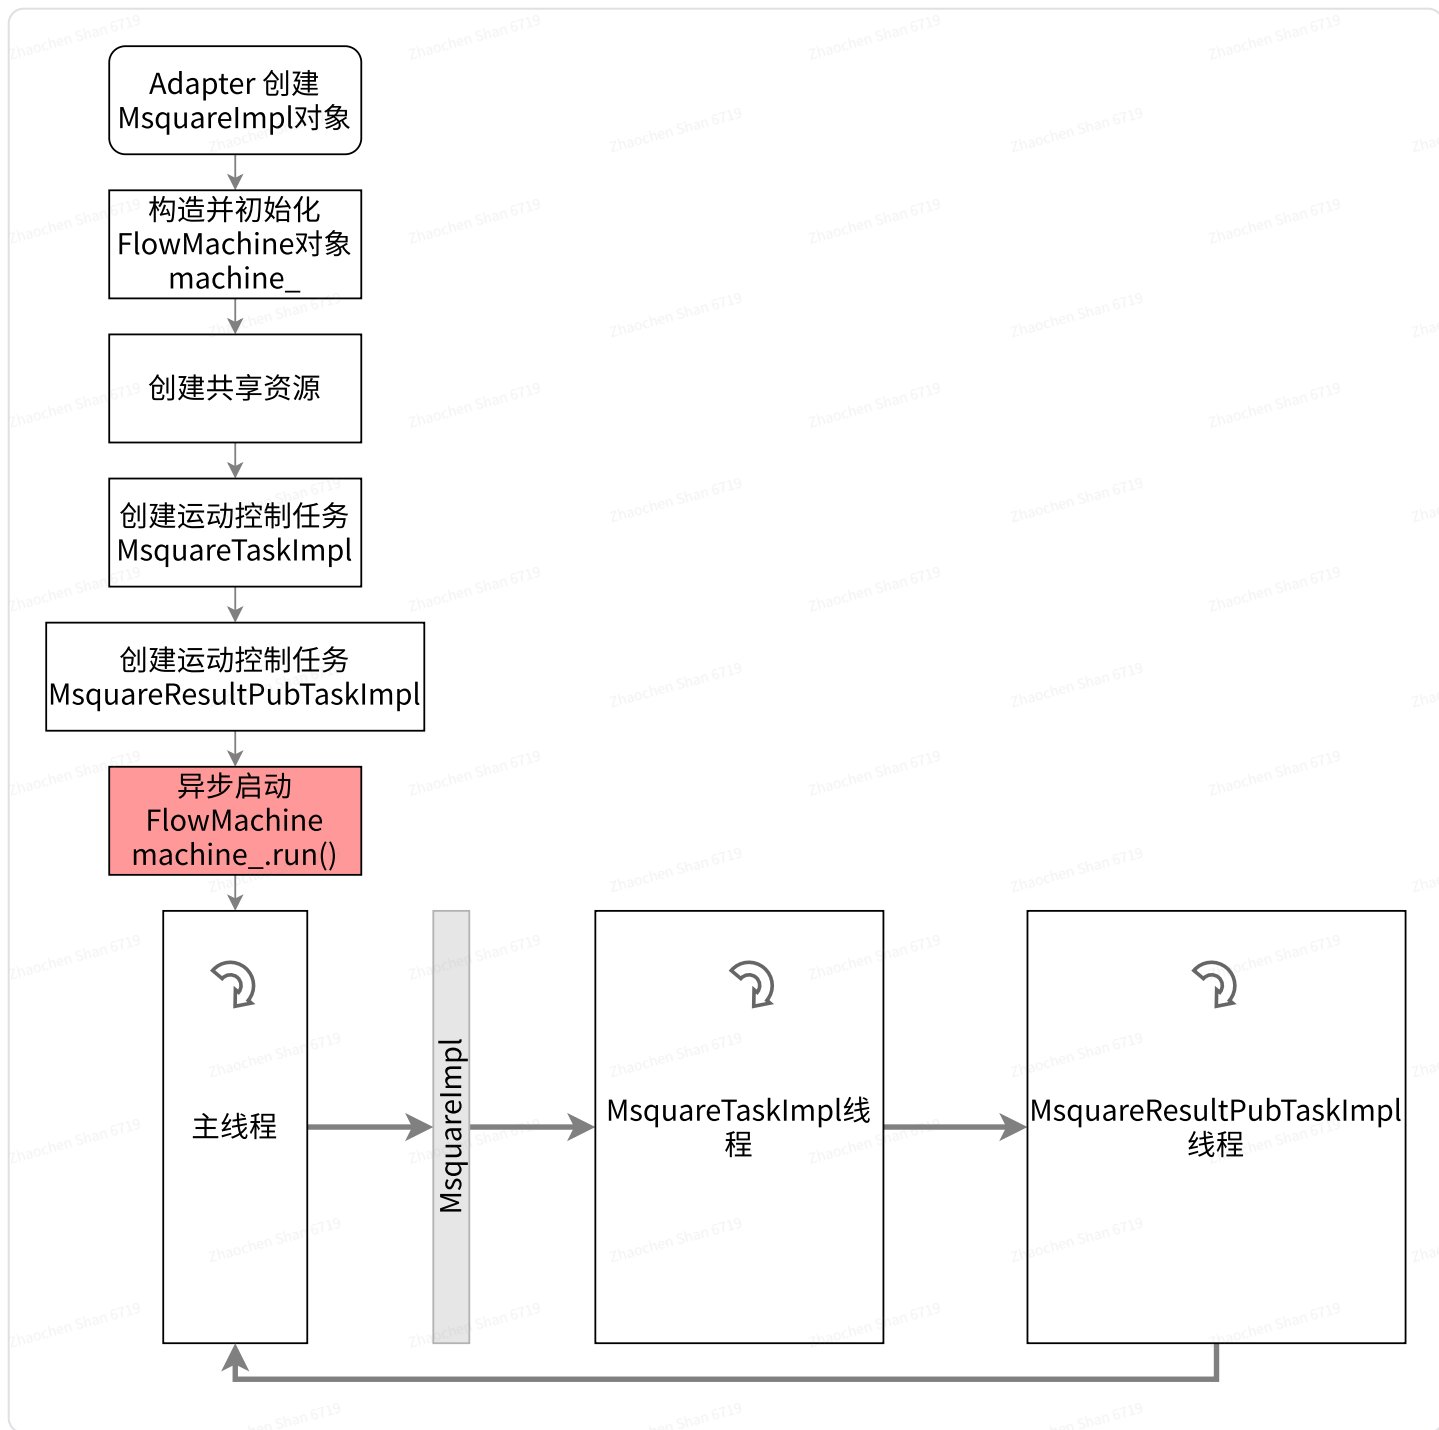 Adapter 创建
MsquareImpl对象
构造并初始化
FlowMachine对象
machine_
创建共享资源
创建运动控制任务
MsquareTaskImpl
创建运动控制任务
MsquareResultPubTaskImpl
异步启动
FlowMachine
machine_.run()
主线程
MsquareImpl
MsquareTaskImpl线
程
MsquareResultPubTaskImpl
线程
Zhaochen Shan 6719